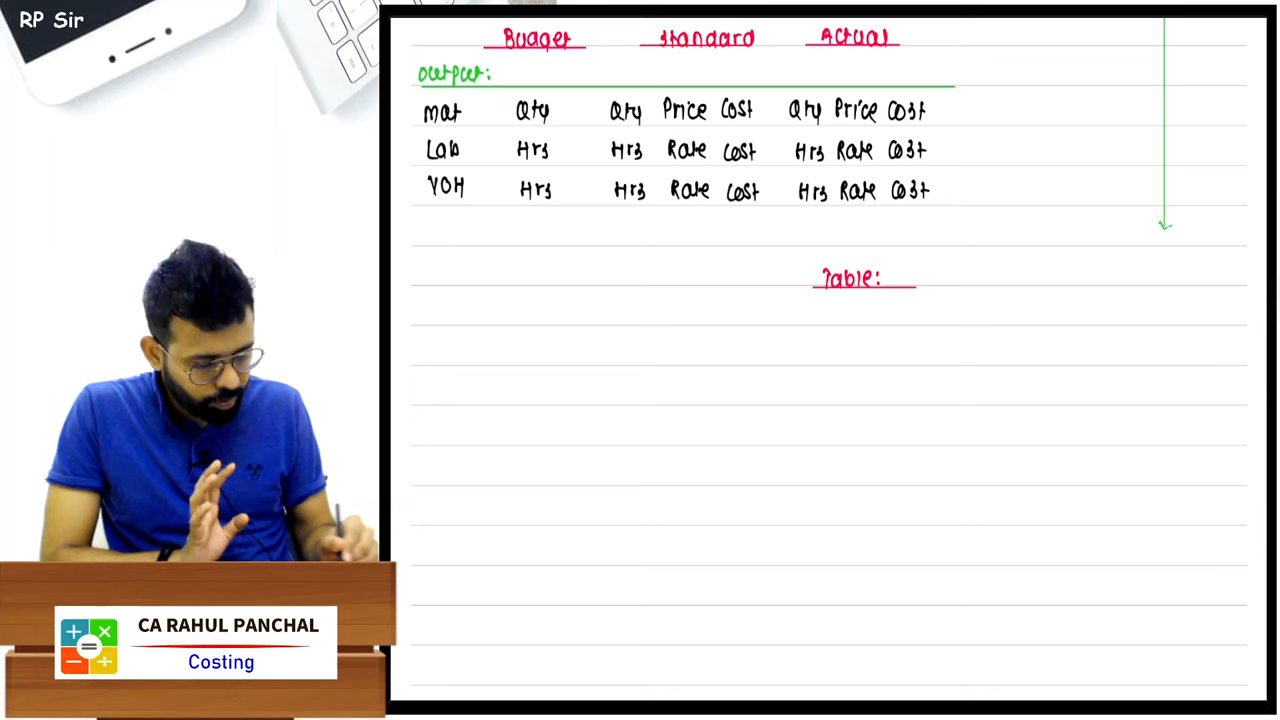 RP Sir
Budget Standard Actual
Output:
Mat Qty Qty Price Cost Qty Price Cost
Lab Hrs Hrs Rate Cost Hrs Rate Cost
VOH Hrs Hrs Rate Cost Hrs Rate Cost
Table:
CA RAHUL PANCHAL
Costing